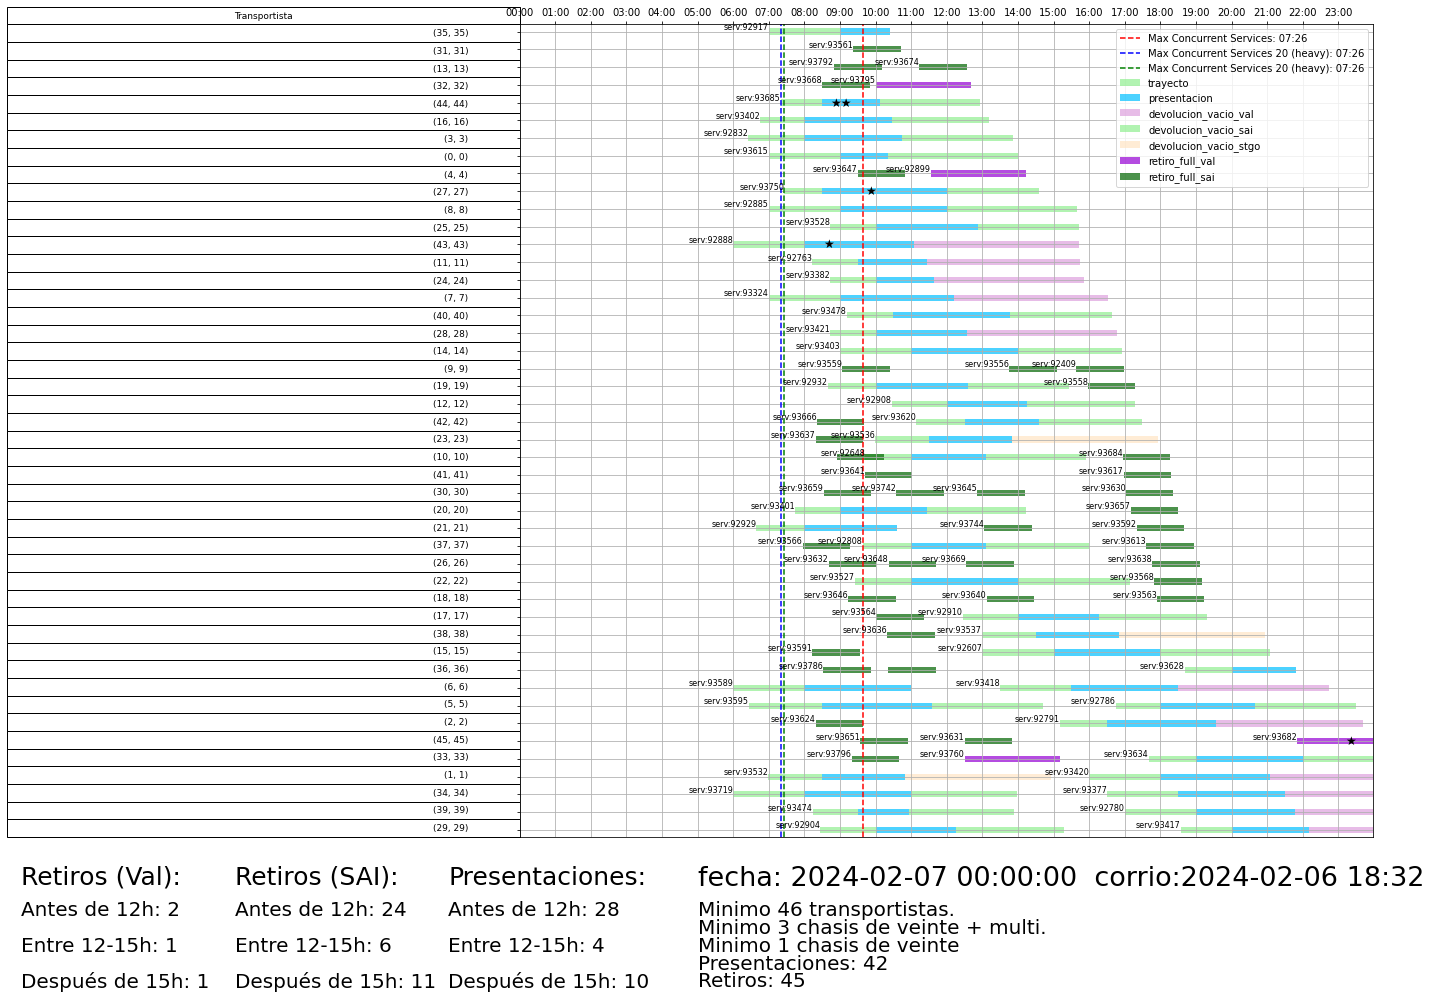 Transportista
00:00 01:00 02:00 03:00 04:00 05:00 06:00 07:00 08:00 09:00 10:00 11:00 12:00 13:00 14:00 15:00 16:00 17:00 18:00 19:00 20:00 21:00 22:00 23:00
(35, 35) serv:92917
(31, 31) serv:93561
(13, 13) serv:93792 serv:93674
(32, 32) serv:93668 serv:93795
(44, 44) serv:93685
(16, 16) serv:93402
(3, 3) serv:92832
(0, 0) serv:93615
(4, 4) serv:93647 serv:92899
(27, 27) serv:93750
(8, 8) serv:92885
(25, 25) serv:93528
(43, 43) serv:92888
(11, 11) serv:92763
(24, 24) serv:93382
(7, 7) serv:93324
(40, 40) serv:93478
(28, 28) serv:93421
(14, 14) serv:93403
(9, 9) serv:93559 serv:93556 serv:92409
(19, 19) serv:92932 serv:93558
(12, 12) serv:92908
(42, 42) serv:93666 serv:93620
(23, 23) serv:93637 serv:93536
(10, 10) serv:92648 serv:93684
(41, 41) serv:93641 serv:93617
(30, 30) serv:93659 serv:93742 serv:93645 serv:93630
(20, 20) serv:93401 serv:93657
(21, 21) serv:92929 serv:93744 serv:93592
(37, 37) serv:93566 serv:92808 serv:93613
(26, 26) serv:93632 serv:93648 serv:93669 serv:93638
(22, 22) serv:93527 serv:93568
(18, 18) serv:93646 serv:93640 serv:93563
(17, 17) serv:93564 serv:92910
(38, 38) serv:93636 serv:93537
(15, 15) serv:93591 serv:92607
(36, 36) serv:93786 serv:93628
(6, 6) serv:93589 serv:93418
(5, 5) serv:93595 serv:92786
(2, 2) serv:93624 serv:92791
(45, 45) serv:93651 serv:93631 serv:93682
(33, 33) serv:93796 serv:93760 serv:93634
(1, 1) serv:93532 serv:93420
(34, 34) serv:93719 serv:93377
(39, 39) serv:93474 serv:92780
(29, 29) serv:92904 serv:93417
Max Concurrent Services: 07:26
Max Concurrent Services 20 (heavy): 07:26
Max Concurrent Services 20 (heavy): 07:26
trayecto
presentacion
devolucion_vacio_val
devolucion_vacio_sai
devolucion_vacio_stgo
retiro_full_val
retiro_full_sai
Retiros (Val):
Antes de 12h: 2
Entre 12-15h: 1
Después de 15h: 1
Retiros (SAI):
Antes de 12h: 24
Entre 12-15h: 6
Después de 15h: 11
Presentaciones:
Antes de 12h: 28
Entre 12-15h: 4
Después de 15h: 10
fecha: 2024-02-07 00:00:00 corrio:2024-02-06 18:32
Minimo 46 transportistas.
Minimo 3 chasis de veinte + multi.
Minimo 1 chasis de veinte
Presentaciones: 42
Retiros: 45